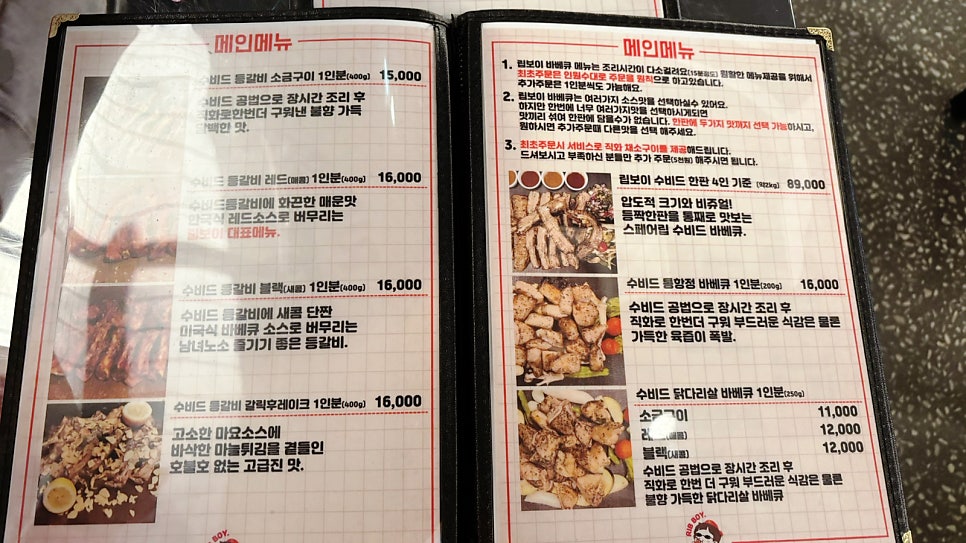 메인메뉴
수비드 등갈비 소금구이 1인분(400g) 15,000
수비드 공법으로 장시간 조리 후
직화로한번더 구워낸 불향 가득
담백한 맛.
수비드 등갈비 레드(매콤) 1인분(400g) 16,000
수비드등갈비에 화끈한 매운맛
한국식 레드소스로 버무리는
립보이 대표메뉴.
수비드 등갈비 블랙(새콤) 1인분(400g) 16,000
수비드 등갈비에 새콤 단짠
미국식 바베큐 소스로 버무리는
남녀노소 즐기기 좋은 등갈비.
수비드 등갈비 갈릭후레이크 1인분(400g) 16,000
고소한 마요소스에
바삭한 마늘튀김을 곁들인
호불호 없는 고급진 맛.
RIB BOY.
메인메뉴
1. 립보이 바베큐 메뉴는 조리시간이 다소걸려요(15분정도) 원활한 메뉴제공을 위해서
최초주문은 인원수대로 주문을 원칙으로 하고있습니다.
추가주문은 1인분씩도 가능해요.
2. 립보이 바베큐는 여러가지 소스맛을 선택하실수 있어요.
하지만 한번에 너무 여러가지맛을 선택하시게되면
맛끼리 섞여 한판에 담을수가 없습니다. 한판에 두가지 맛까지 선택 가능하시고,
원하시면 추가주문때 다른맛을 선택 해주세요.
3. 최초주문시 서비스로 직화 채소구이를 제공해드립니다.
드셔보시고 부족하신 분들만 추가 주문(5천원) 해주시면 됩니다.
립보이 수비드 한판 4인 기준 (약2kg) 89,000
압도적 크기와 비쥬얼!
등짝한판을 통째로 맛보는
스페어립 수비드 바베큐.
수비드 통항정 바베큐 1인분(200g) 16,000
수비드 공법으로 장시간 조리 후
직화로 한번더 구워 부드러운 식감은 물론
가득한 육즙이 폭발.
수비드 닭다리살 바베큐 1인분(250g)
소금구이 11,000
레드(매콤) 12,000
블랙(새콤) 12,000
수비드 공법으로 장시간 조리 후
직화로 한번 더 구워 부드러운 식감은 물론
불향 가득한 닭다리살 바베큐
RIB BOY.